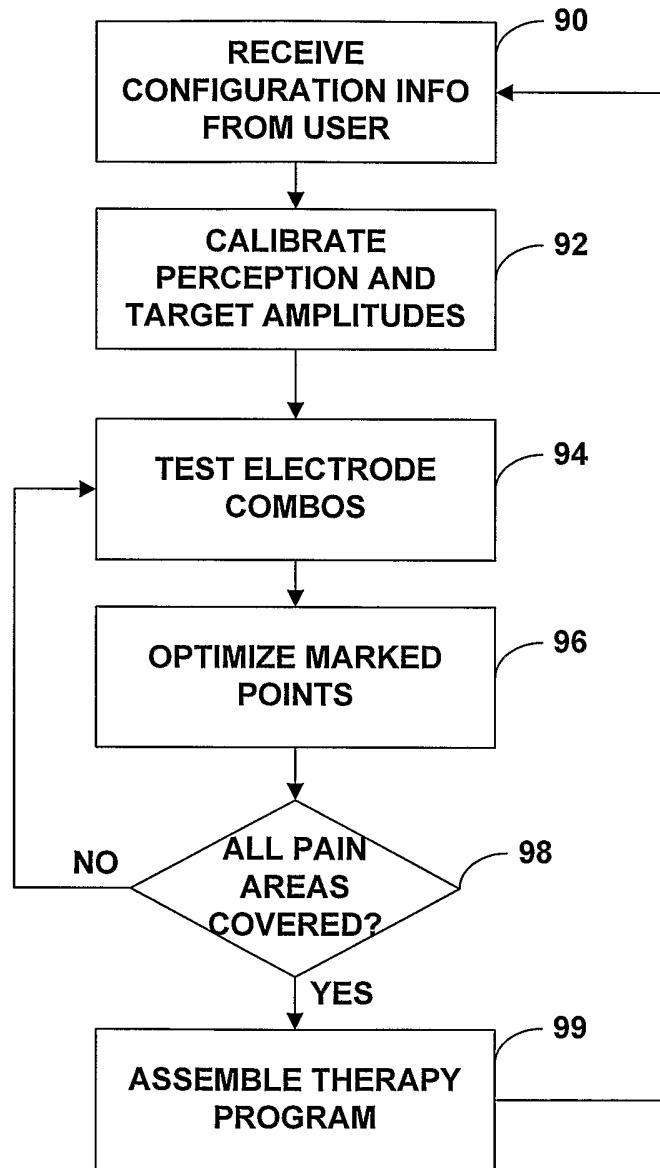 90
RECEIVE
CONFIGURATION INFO
FROM USER
92
CALIBRATE
PERCEPTION AND
TARGET AMPLITUDES
94
TEST ELECTRODE
COMBOS
96
OPTIMIZE MARKED
POINTS
98
NO
ALL PAIN
AREAS
COVERED?
YES
99
ASSEMBLE THERAPY
PROGRAM